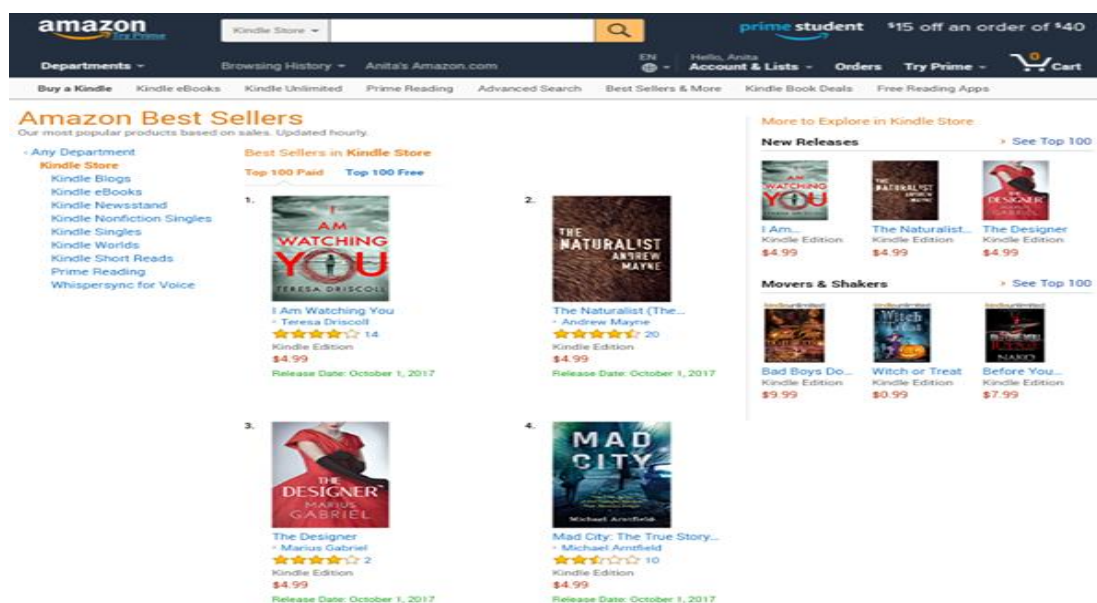 amazon
Try Prime
Kindle Store
prime student $15 off an order of $40
Departments Browsing History Anita's Amazon.com EN Hello, Anita Account & Lists Orders Try Prime 0 Cart
Buy a Kindle Kindle eBooks Kindle Unlimited Prime Reading Advanced Search Best Sellers & More Kindle Book Deals Free Reading Apps
Amazon Best Sellers
Our most popular products based on sales. Updated hourly.
‹ Any Department
Kindle Store
Kindle Blogs
Kindle eBooks
Kindle Newsstand
Kindle Nonfiction Singles
Kindle Singles
Kindle Worlds
Kindle Short Reads
Prime Reading
Whispersync for Voice
Best Sellers in Kindle Store
Top 100 Paid Top 100 Free
1.
I
AM
WATCHING
YOU
TERESA DRISCOLL
I Am Watching You
Teresa Driscoll
14
Kindle Edition
$4.99
Release Date: October 1, 2017
2.
THE
NATURALIST
ANDREW
MAYNE
The Naturalist (The...
Andrew Mayne
20
Kindle Edition
$4.99
Release Date: October 1, 2017
3.
THE
DESIGNER
MARIUS
GABRIEL
The Designer
Marius Gabriel
2
Kindle Edition
$4.99
Release Date: October 1, 2017
4.
MAD
CITY
Michael Arntfield
Mad City: The True Story...
Michael Arntfield
10
Kindle Edition
$4.99
Release Date: October 1, 2017
More to Explore in Kindle Store
New Releases › See Top 100
WATCHING
YOU
I Am...
Kindle Edition
$4.99
THE
NATURALIST
The Naturalist...
Kindle Edition
$4.99
DESIGNER
The Designer
Kindle Edition
$4.99
Movers & Shakers › See Top 100
kindleunlimited
Bad Boys Do...
Kindle Edition
$9.99
kindleunlimited
Witch
Treat
Witch or Treat
Kindle Edition
$0.99
kindleunlimited
Before You...
Kindle Edition
$7.99